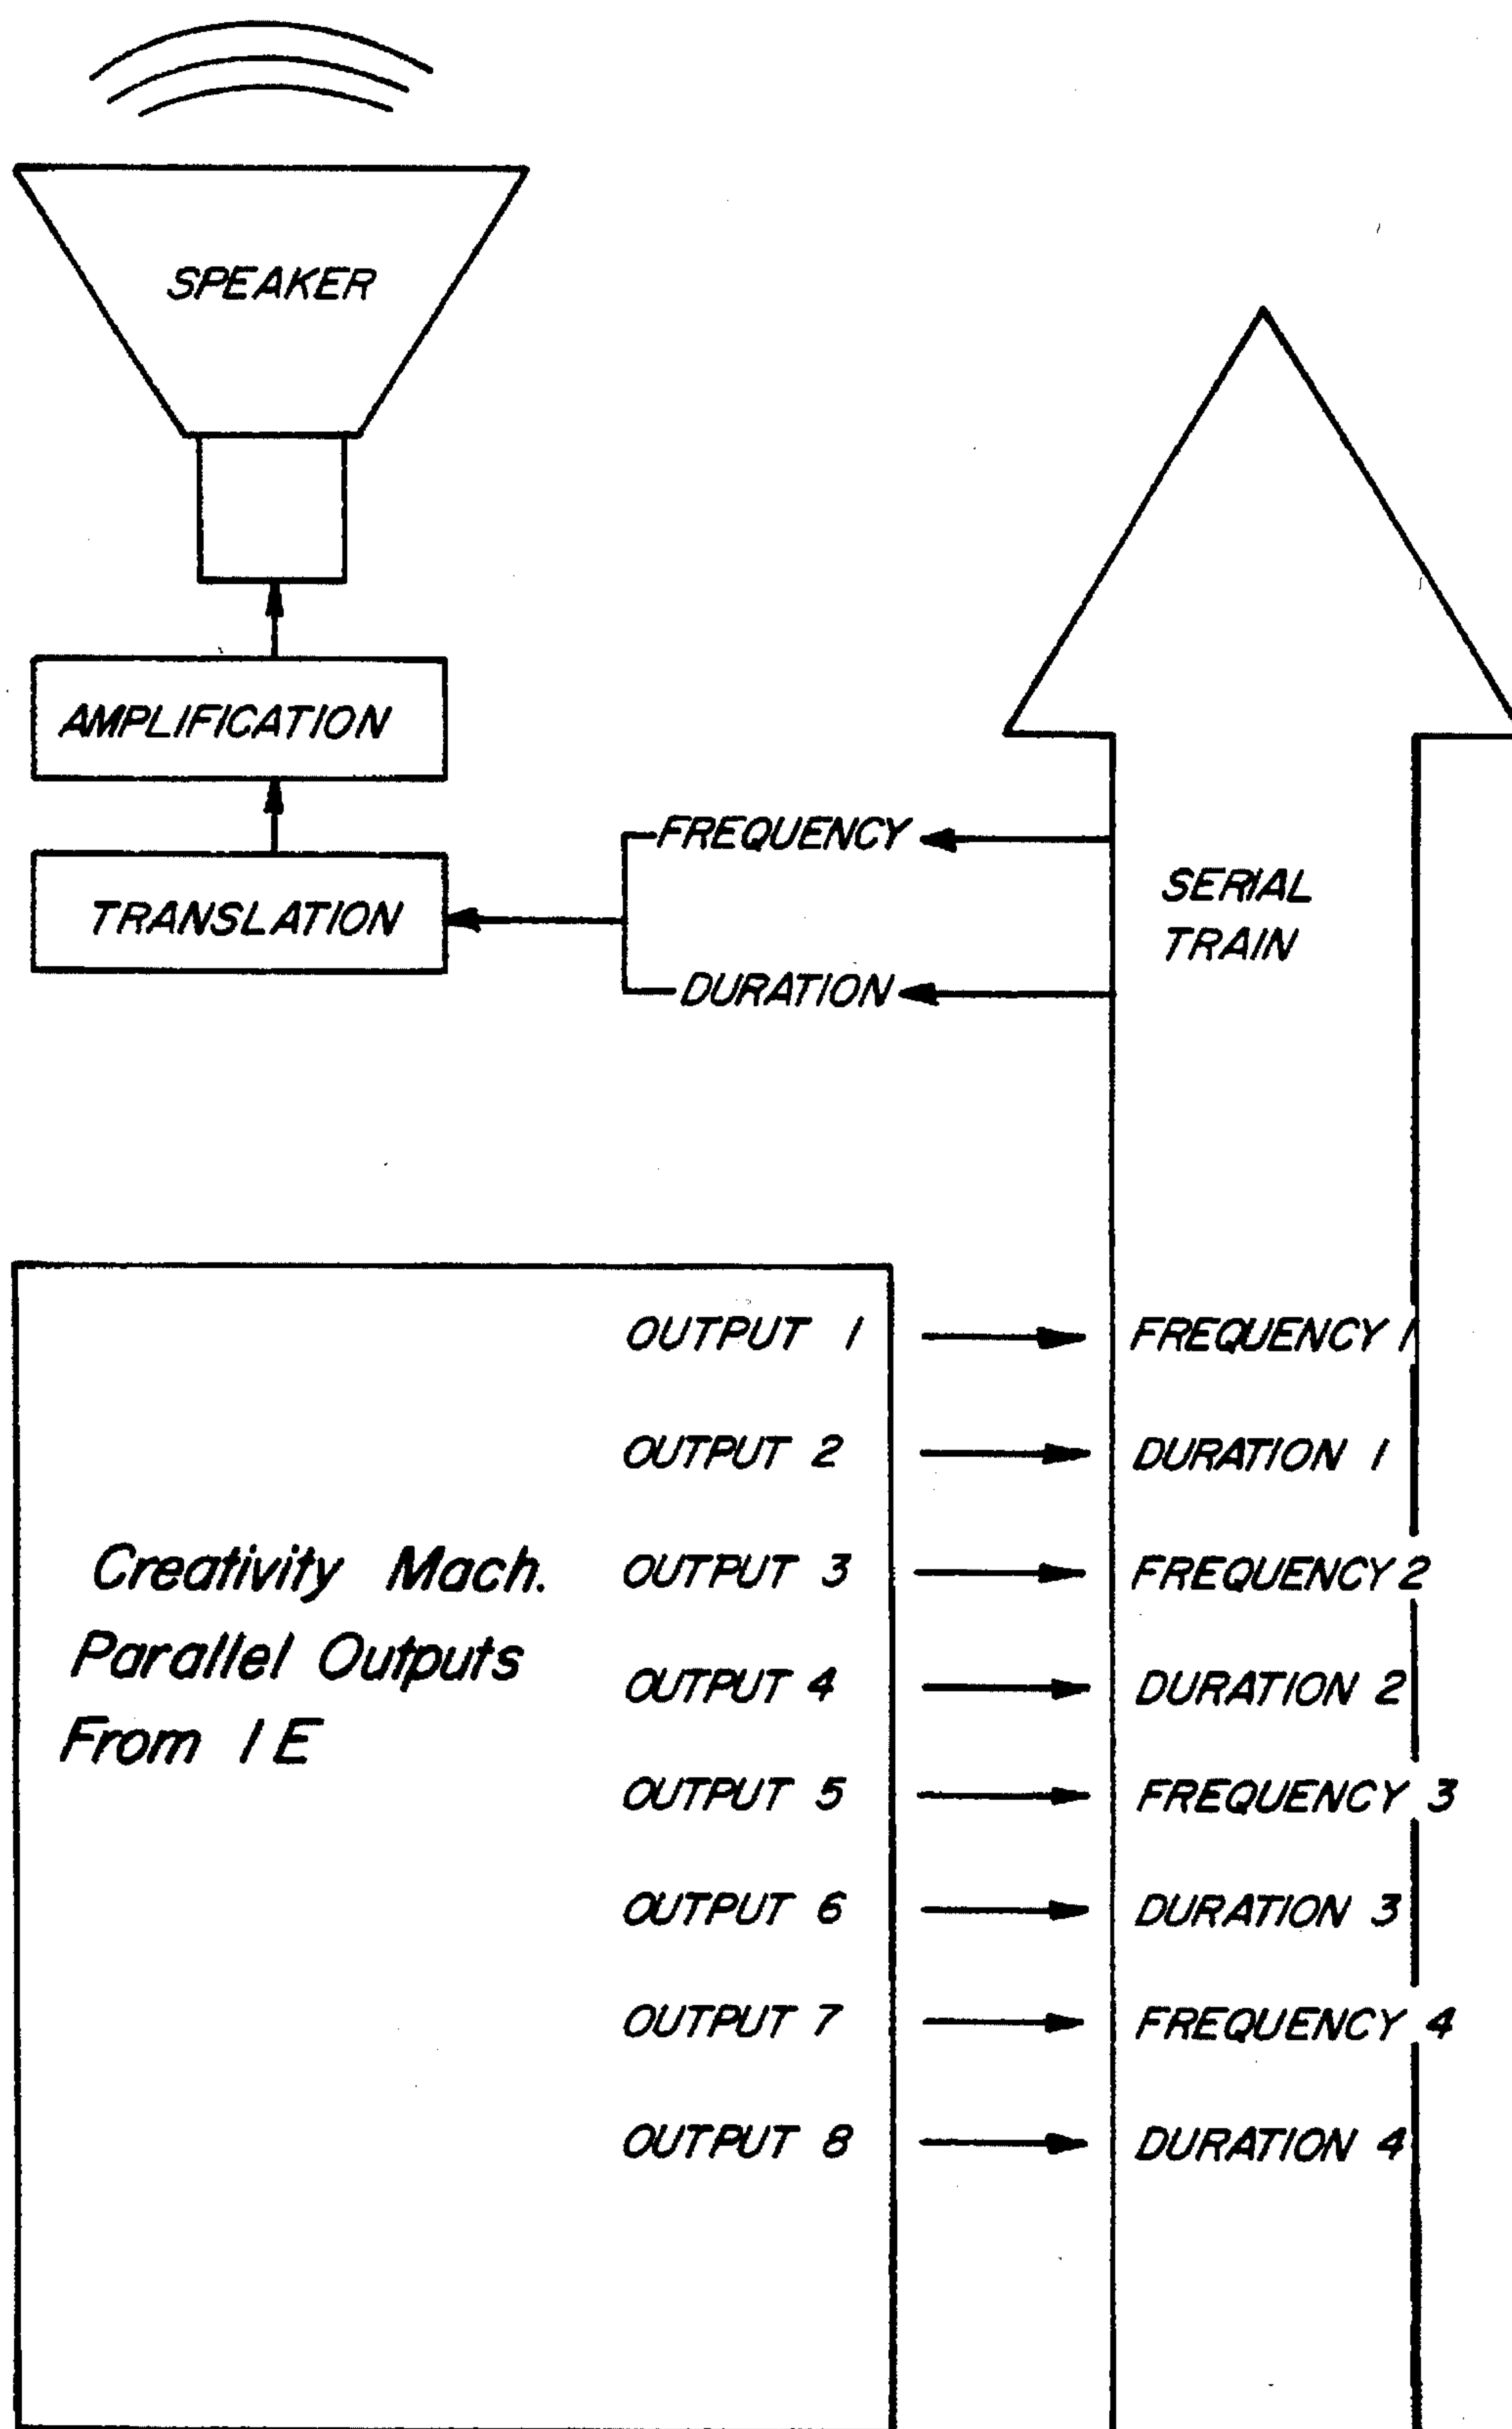 SPEAKER
AMPLIFICATION
FREQUENCY
TRANSLATION
SERIAL
TRAIN
DURATION
OUTPUT 1
FREQUENCY 1
OUTPUT 2
DURATION 1
Creativity Mach.
Parallel Outputs
From IE
OUTPUT 3
FREQUENCY 2
OUTPUT 4
DURATION 2
OUTPUT 5
FREQUENCY 3
OUTPUT 6
DURATION 3
OUTPUT 7
FREQUENCY 4
OUTPUT 8
DURATION 4